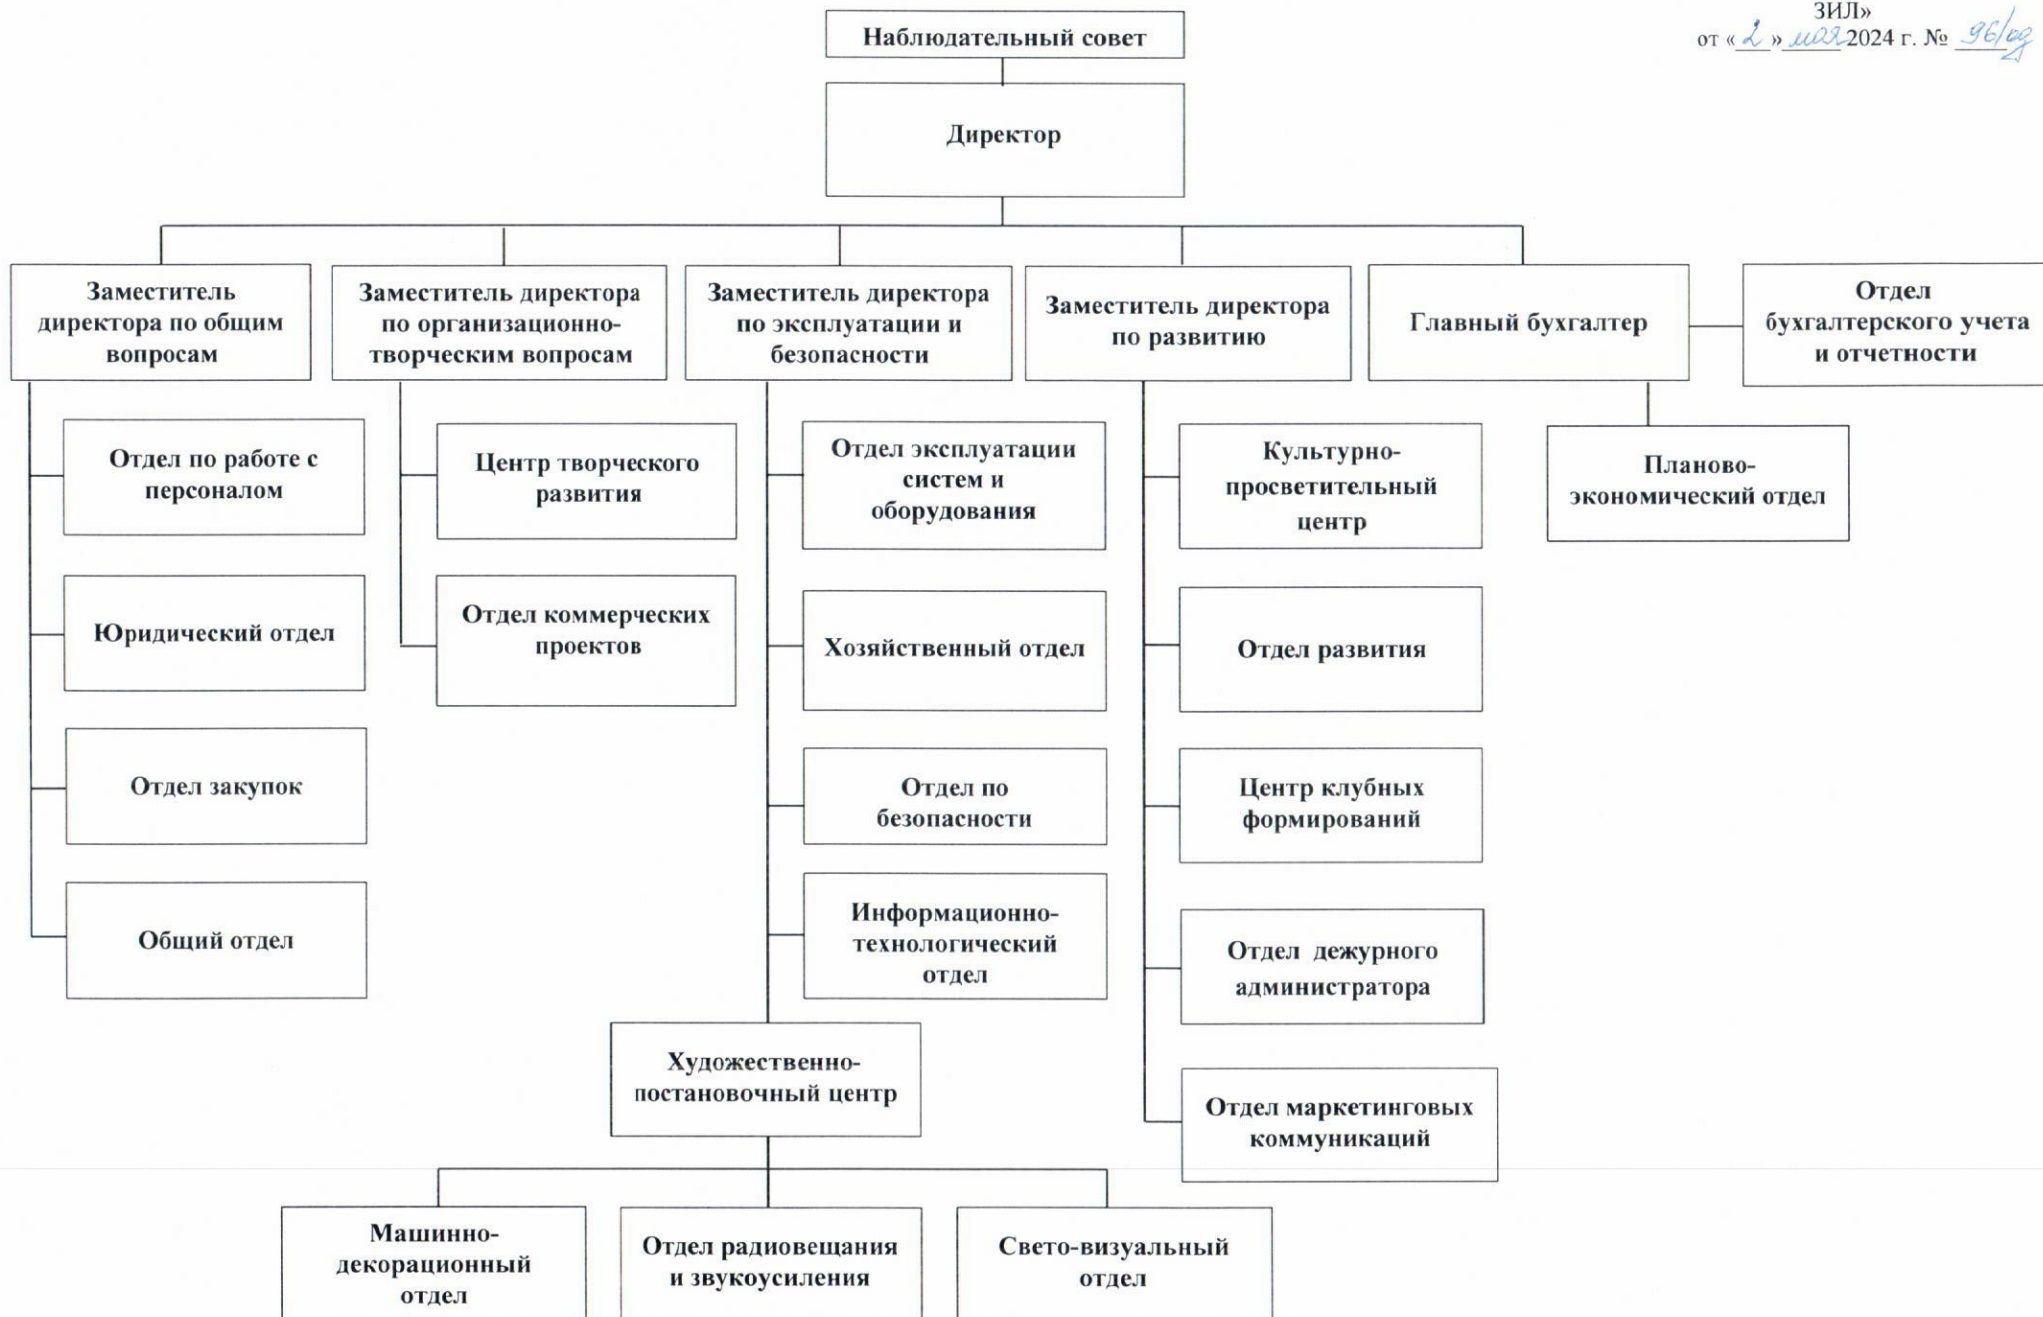 ЗИЛ»
от « 2 » мая 2024 г. № 96/од
Наблюдательный совет
Директор
Заместитель
директора по общим
вопросам
Заместитель директора
по организационно-
творческим вопросам
Заместитель директора
по эксплуатации и
безопасности
Заместитель директора
по развитию
Главный бухгалтер
Отдел
бухгалтерского учета
и отчетности
Отдел по работе с
персоналом
Центр творческого
развития
Отдел эксплуатации
систем и
оборудования
Культурно-
просветительный
центр
Планово-
экономический отдел
Юридический отдел
Отдел коммерческих
проектов
Хозяйственный отдел
Отдел развития
Отдел закупок
Отдел по
безопасности
Центр клубных
формирований
Общий отдел
Информационно-
технологический
отдел
Отдел дежурного
администратора
Художественно-
постановочный центр
Отдел маркетинговых
коммуникаций
Машинно-
декорационный
отдел
Отдел радиовещания
и звукоусиления
Свето-визуальный
отдел